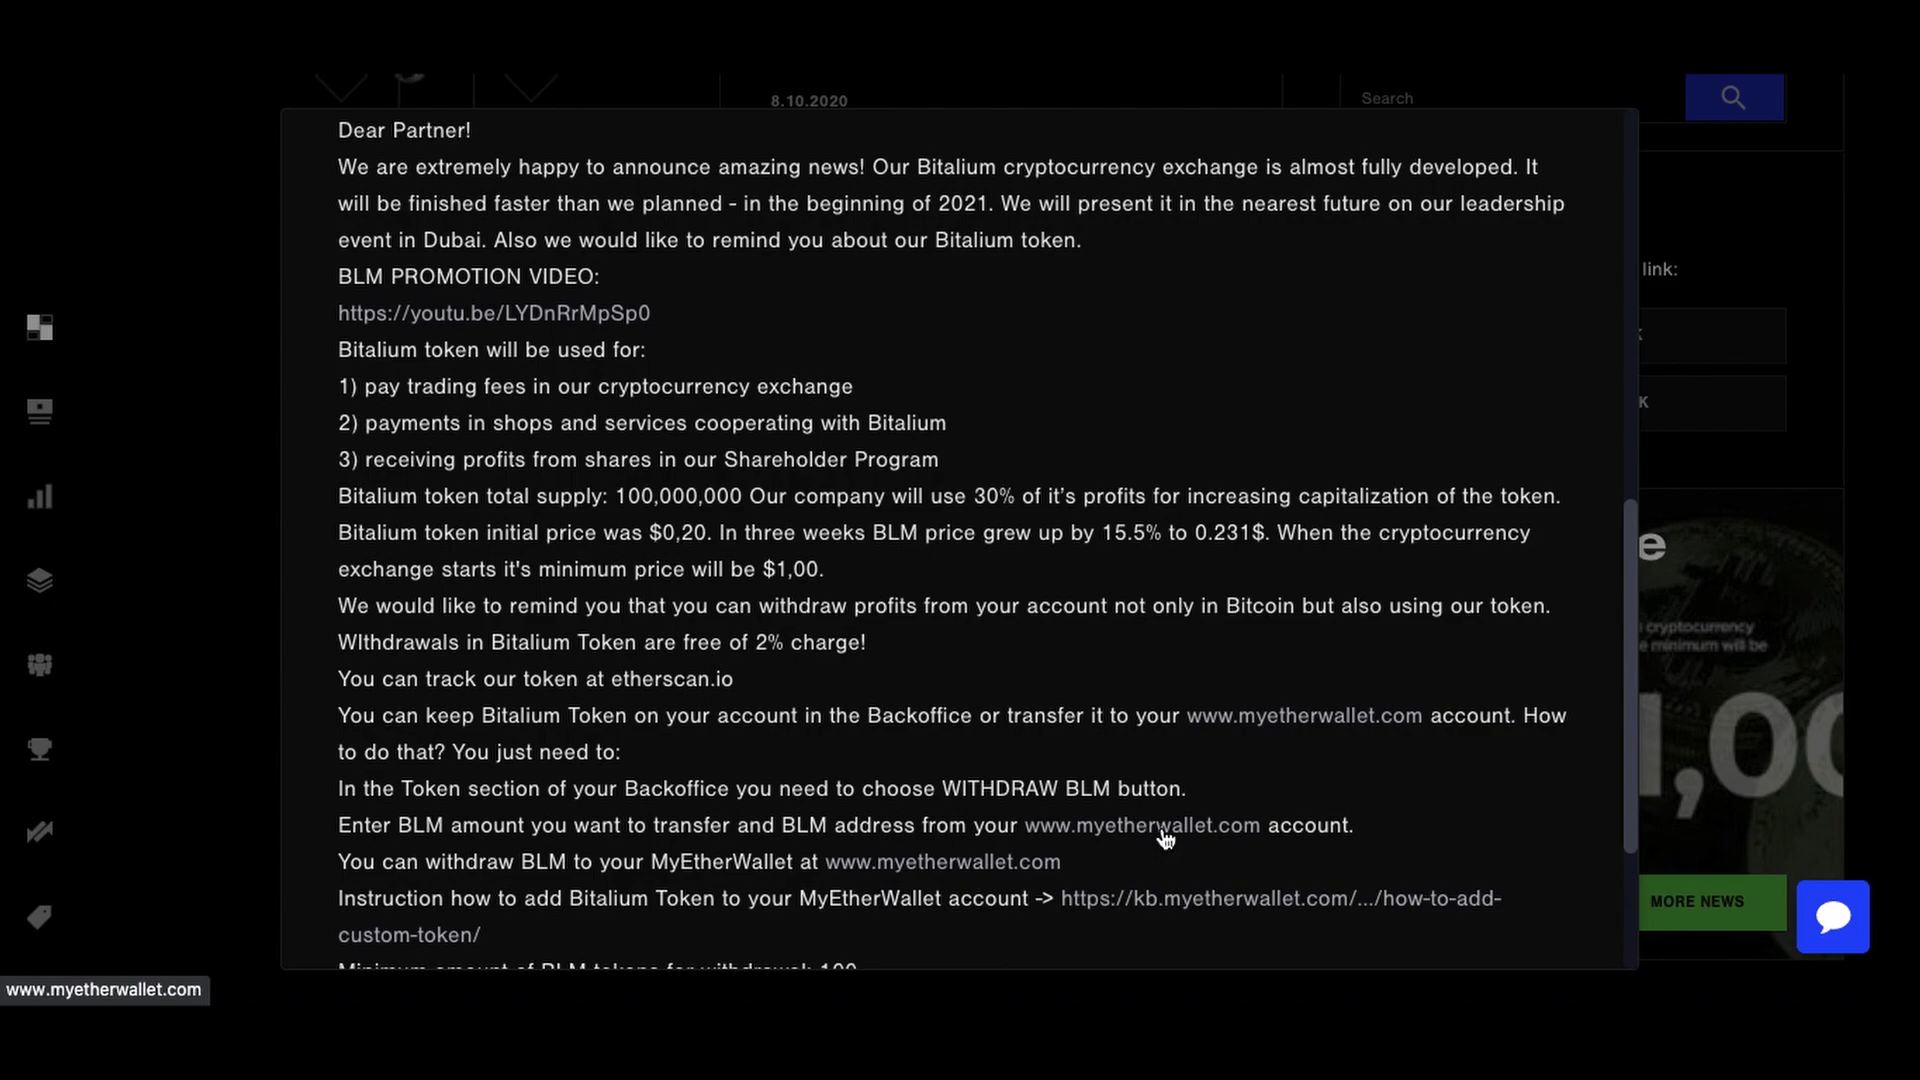 8.10.2020
Search
Dear Partner!
We are extremely happy to announce amazing news! Our Bitalium cryptocurrency exchange is almost fully developed. It
will be finished faster than we planned - in the beginning of 2021. We will present it in the nearest future on our leadership
event in Dubai. Also we would like to remind you about our Bitalium token.
BLM PROMOTION VIDEO:
https://youtu.be/LYDnRrMpSp0
Bitalium token will be used for:
1) pay trading fees in our cryptocurrency exchange
2) payments in shops and services cooperating with Bitalium
3) receiving profits from shares in our Shareholder Program
Bitalium token total supply: 100,000,000 Our company will use 30% of it's profits for increasing capitalization of the token.
Bitalium token initial price was $0,20. In three weeks BLM price grew up by 15.5% to 0.231$. When the cryptocurrency
exchange starts it's minimum price will be $1,00.
We would like to remind you that you can withdraw profits from your account not only in Bitcoin but also using our token.
WIthdrawals in Bitalium Token are free of 2% charge!
You can track our token at etherscan.io
You can keep Bitalium Token on your account in the Backoffice or transfer it to your www.myetherwallet.com account. How
to do that? You just need to:
In the Token section of your Backoffice you need to choose WITHDRAW BLM button.
Enter BLM amount you want to transfer and BLM address from your www.myetherwallet.com account.
You can withdraw BLM to your MyEtherWallet at www.myetherwallet.com
Instruction how to add Bitalium Token to your MyEtherWallet account -> https://kb.myetherwallet.com/.../how-to-add-
custom-token/
Minimum amount of BLM tokens for withdrawal: 100
link:
K
K
e
cryptocurrency
e minimum will be
1,00
MORE NEWS
www.myetherwallet.com